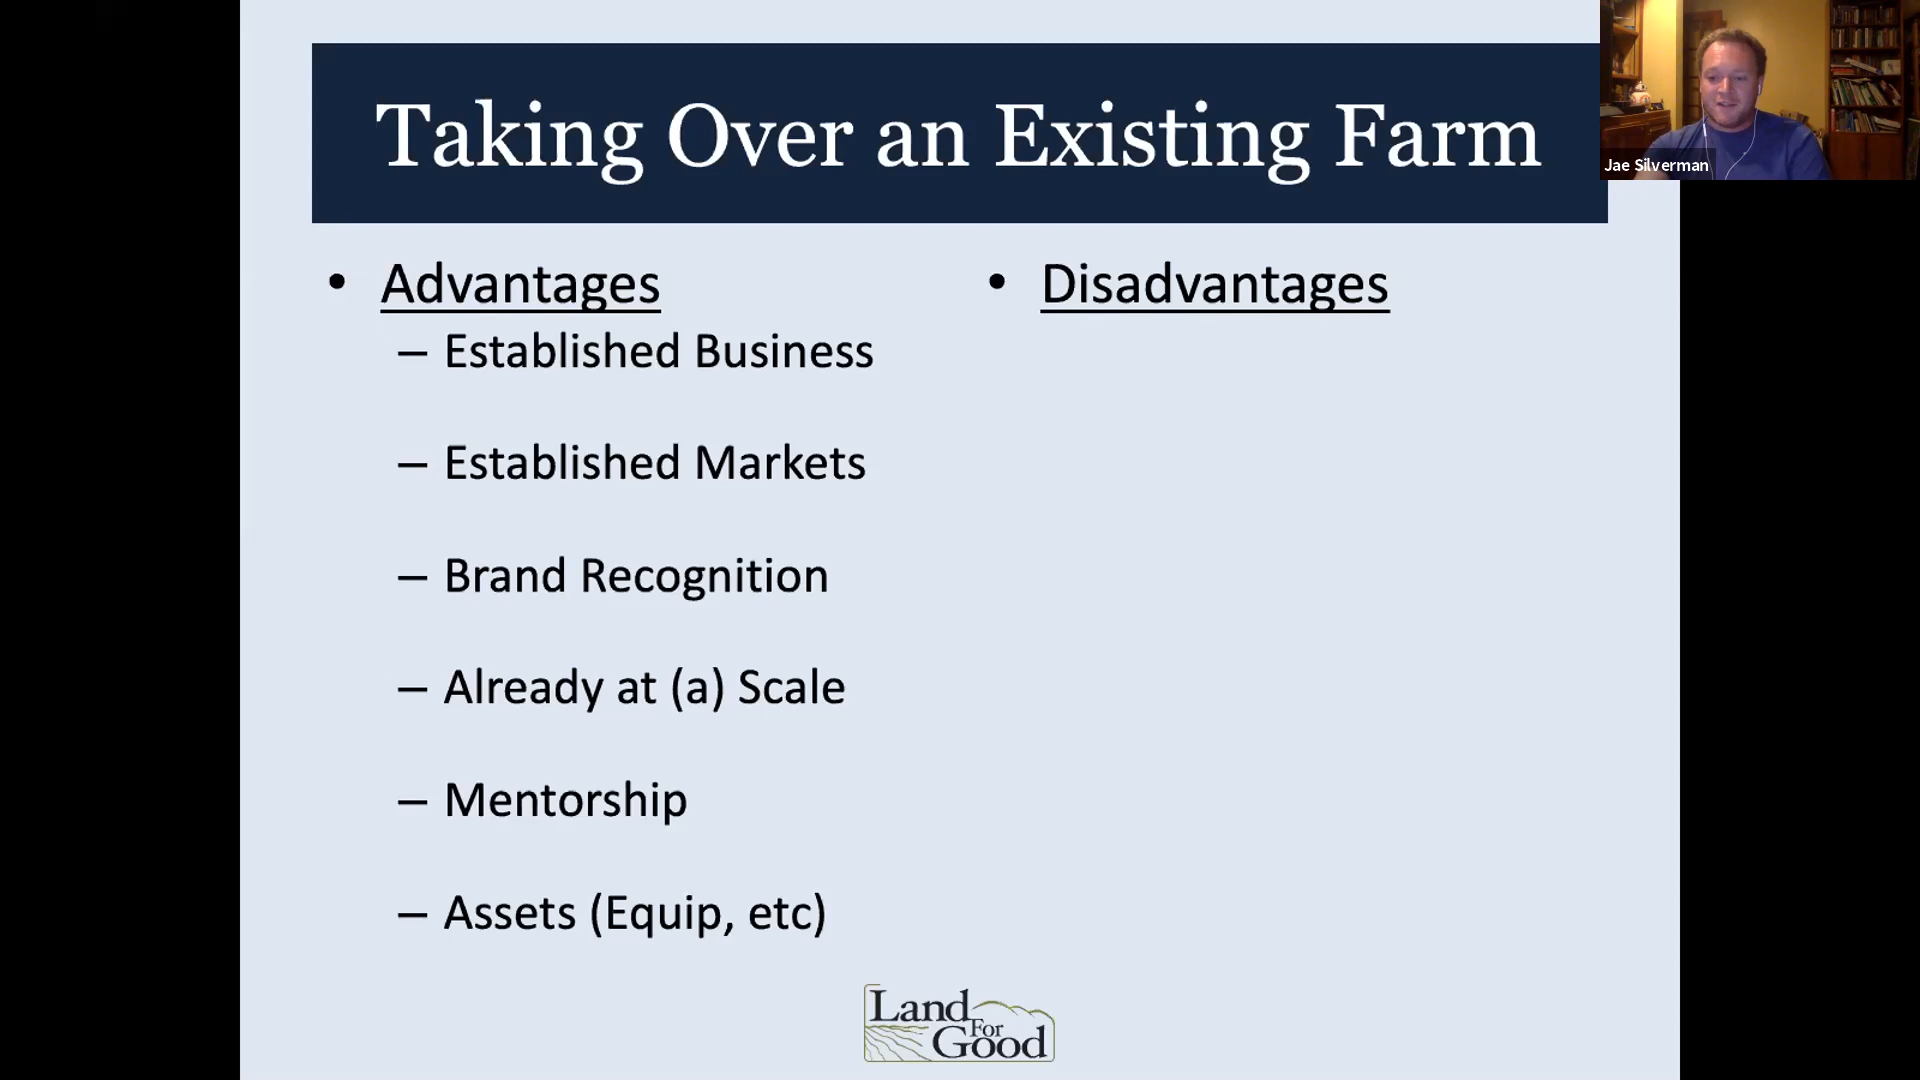 Taking Over an Existing Farm
Jae Silverman
• Advantages
– Established Business
– Established Markets
– Brand Recognition
– Already at (a) Scale
– Mentorship
– Assets (Equip, etc)
• Disadvantages
Land
For
Good